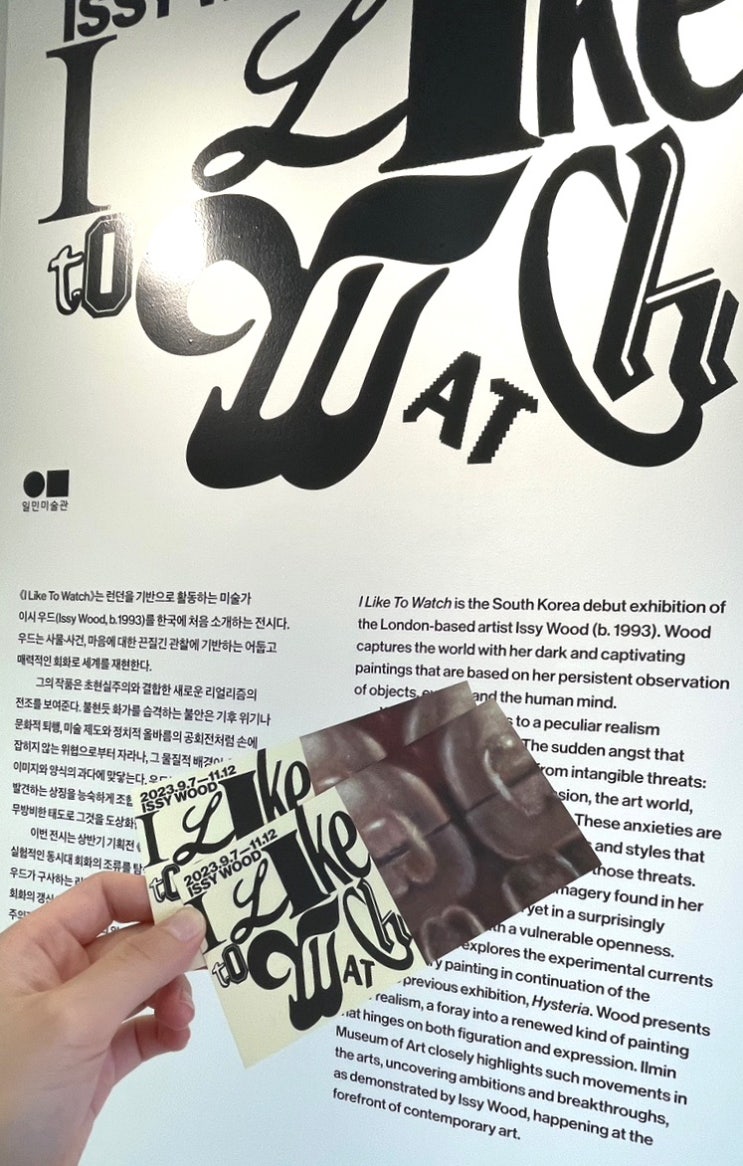 ISSY
I Like
to Watch
일민미술관
《I Like To Watch》는 런던을 기반으로 활동하는 미술가
이시 우드(Issy Wood, b.1993)를 한국에 처음 소개하는 전시다.
우드는 사물·사건, 마음에 대한 끈질긴 관찰에 기반하는 어둡고
매력적인 회화로 세계를 재현한다.
그의 작품은 초현실주의와 결합한 새로운 리얼리즘의
전조를 보여준다. 불현듯 화가를 습격하는 불안은 기후 위기나
문화적 퇴행, 미술 제도와 정치적 올바름의 공회전처럼 손에
잡히지 않는 위협으로부터 자라나, 그 물질적
이미지와 양식의 과다에 맞닿는다.
발견하는 상징을 능숙하게
무방비한 태도로 그것을
이번 전시는 상반기 기획전
실험적인 동시대 회화의 조류를
우드가 구사하는
회화의
I Like To Watch is the South Korea debut exhibition of
the London-based artist Issy Wood (b. 1993). Wood
captures the world with her dark and captivating
paintings that are based on her persistent observation
of objects, and the human mind.
to a peculiar realism
The sudden angst that
from intangible threats:
the art world,
These anxieties are
and styles that
those threats.
imagery found in her
yet in a surprisingly
a vulnerable openness.
explores the experimental currents
painting in continuation of the
previous exhibition, Hysteria. Wood presents
realism, a foray into a renewed kind of painting
that hinges on both figuration and expression. Ilmin
Museum of Art closely highlights such movements in
the arts, uncovering ambitions and breakthroughs,
as demonstrated by Issy Wood, happening at the
forefront of contemporary art.
2023.9.7—11.12
ISSY WOOD
I Like
to
2023.9.7—11.12
ISSY WOOD
I Like
to Watch